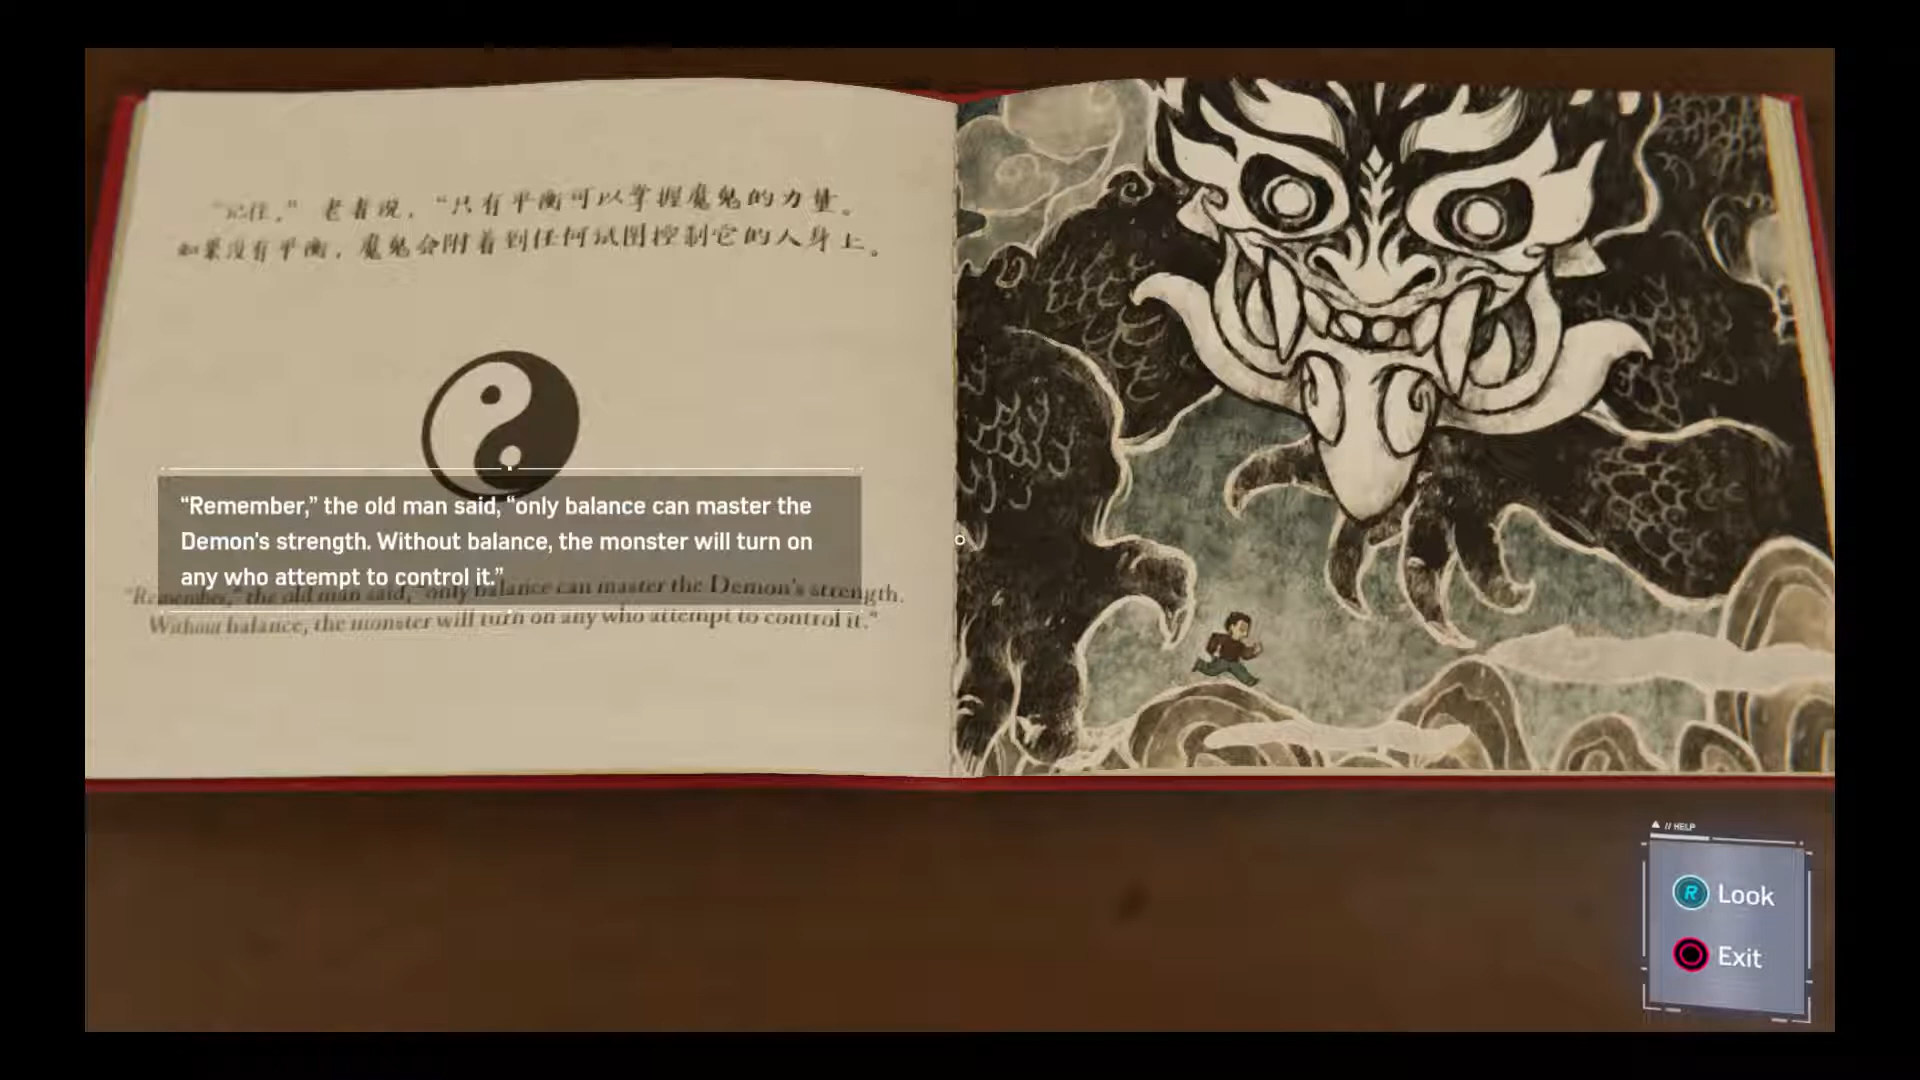 “记住，” 老者说，“只有平衡可以掌握魔鬼的力量。
如果没有平衡，魔鬼会附着到任何试图控制它的人身上。
“Remember,” the old man said, “only balance can master the
Demon's strength. Without balance, the monster will turn on
any who attempt to control it.”
“Remember,” the old man said, “only balance can master the Demon's strength.
Without balance, the monster will turn on any who attempt to control it.”
// HELP
R Look
Exit